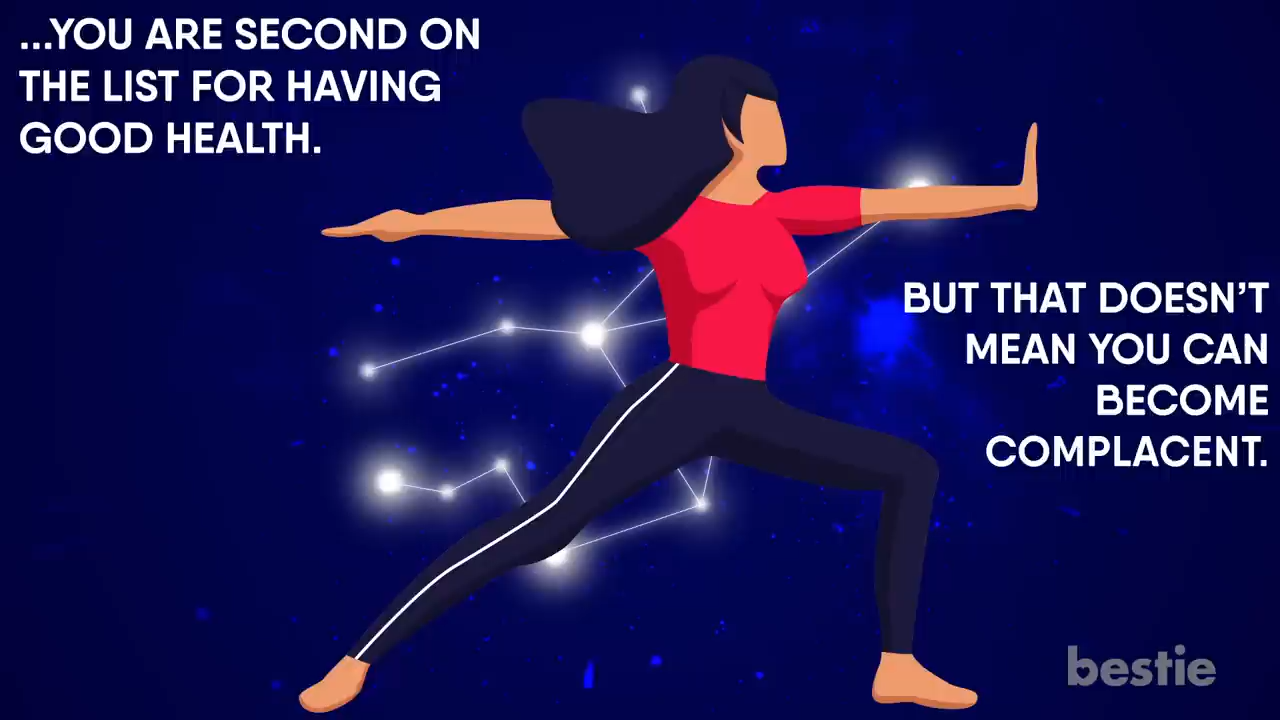 ...YOU ARE SECOND ON
THE LIST FOR HAVING
GOOD HEALTH.
BUT THAT DOESN’T
MEAN YOU CAN
BECOME
COMPLACENT.
bestie